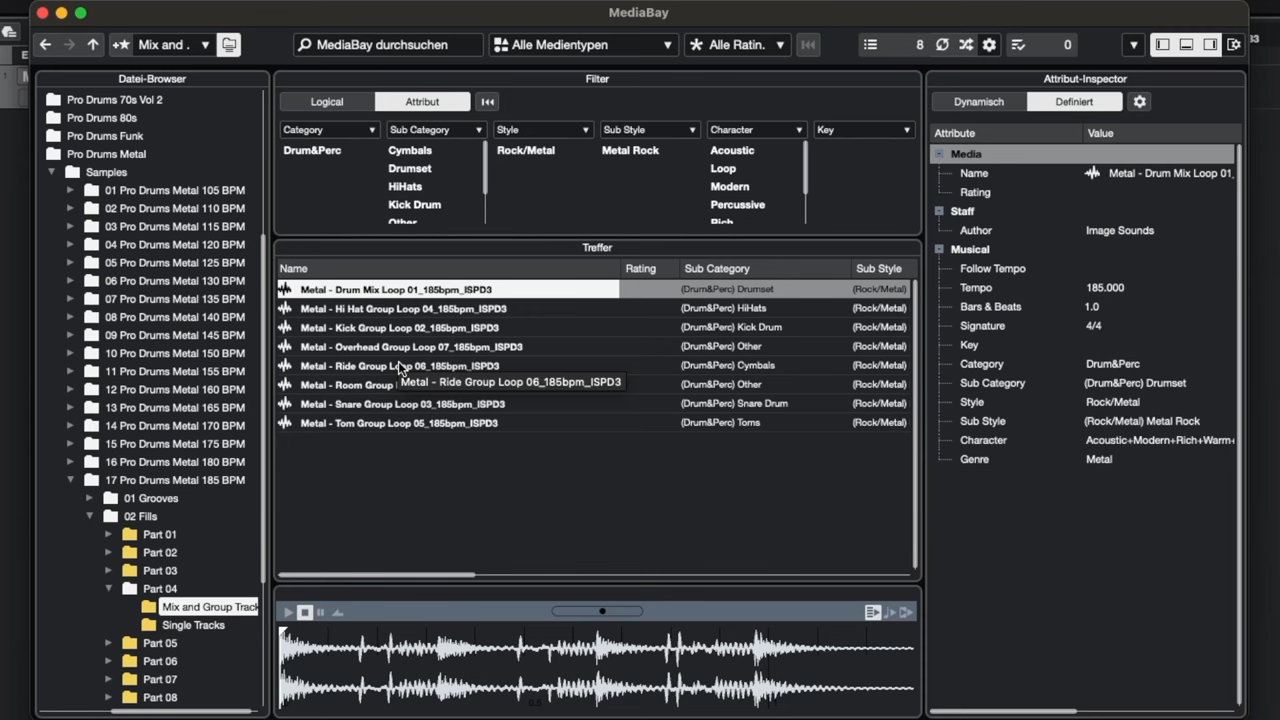 MediaBay
Mix and .
MediaBay durchsuchen
Alle Medientypen
Alle Ratin.
8
0
Datei-Browser
Pro Drums 70s Vol 2
Pro Drums 80s
Pro Drums Funk
Pro Drums Metal
Samples
01 Pro Drums Metal 105 BPM
02 Pro Drums Metal 110 BPM
03 Pro Drums Metal 115 BPM
04 Pro Drums Metal 120 BPM
05 Pro Drums Metal 125 BPM
06 Pro Drums Metal 130 BPM
07 Pro Drums Metal 135 BPM
08 Pro Drums Metal 140 BPM
09 Pro Drums Metal 145 BPM
10 Pro Drums Metal 150 BPM
11 Pro Drums Metal 155 BPM
12 Pro Drums Metal 160 BPM
13 Pro Drums Metal 165 BPM
14 Pro Drums Metal 170 BPM
15 Pro Drums Metal 175 BPM
16 Pro Drums Metal 180 BPM
17 Pro Drums Metal 185 BPM
01 Grooves
02 Fills
Part 01
Part 02
Part 03
Part 04
Mix and Group Track
Single Tracks
Part 05
Part 06
Part 07
Part 08
Filter
Logical Attribut
Category Sub Category Style Sub Style Character Key
Drum&Perc Cymbals Rock/Metal Metal Rock Acoustic
Drumset Loop
HiHats Modern
Kick Drum Percussive
Other Rich
Treffer
Name Rating Sub Category Sub Style
Metal - Drum Mix Loop 01_185bpm_ISPD3 (Drum&Perc) Drumset (Rock/Metal)
Metal - Hi Hat Group Loop 04_185bpm_ISPD3 (Drum&Perc) HiHats (Rock/Metal)
Metal - Kick Group Loop 02_185bpm_ISPD3 (Drum&Perc) Kick Drum (Rock/Metal)
Metal - Overhead Group Loop 07_185bpm_ISPD3 (Drum&Perc) Other (Rock/Metal)
Metal - Ride Group Loop 06_185bpm_ISPD3 (Drum&Perc) Cymbals (Rock/Metal)
Metal - Room Group (Drum&Perc) Other (Rock/Metal)
Metal - Ride Group Loop 06_185bpm_ISPD3
Metal - Snare Group Loop 03_185bpm_ISPD3 (Drum&Perc) Snare Drum (Rock/Metal)
Metal - Tom Group Loop 05_185bpm_ISPD3 (Drum&Perc) Toms (Rock/Metal)
0.5
Attribut-Inspector
Dynamisch Definiert
Attribute Value
Media
Name Metal - Drum Mix Loop 01_
Rating
Staff
Author Image Sounds
Musical
Follow Tempo
Tempo 185.000
Bars & Beats 1.0
Signature 4/4
Key
Category Drum&Perc
Sub Category (Drum&Perc) Drumset
Style Rock/Metal
Sub Style (Rock/Metal) Metal Rock
Character Acoustic+Modern+Rich+Warm+
Genre Metal